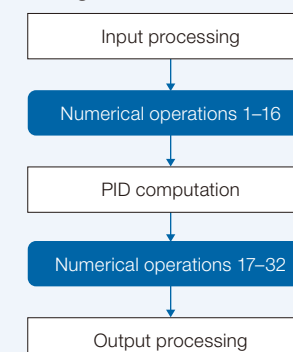 Input processing
Numerical operations 1–16
PID computation
Numerical operations 17–32
Output processing